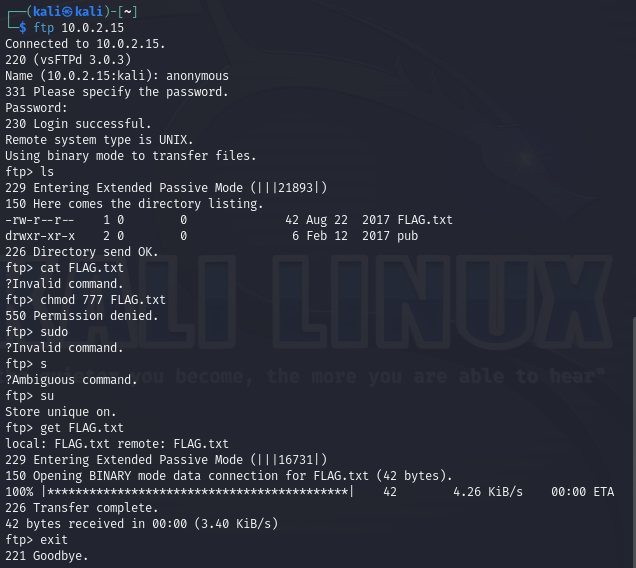 ┌──(kali㉿kali)-[~]
└─$ ftp 10.0.2.15
Connected to 10.0.2.15.
220 (vsFTPd 3.0.3)
Name (10.0.2.15:kali): anonymous
331 Please specify the password.
Password:
230 Login successful.
Remote system type is UNIX.
Using binary mode to transfer files.
ftp> ls
229 Entering Extended Passive Mode (|||21893|)
150 Here comes the directory listing.
-rw-r--r--    1 0        0              42 Aug 22  2017 FLAG.txt
drwxr-xr-x    2 0        0               6 Feb 12  2017 pub
226 Directory send OK.
ftp> cat FLAG.txt
?Invalid command.
ftp> chmod 777 FLAG.txt
550 Permission denied.
ftp> sudo
?Invalid command.
ftp> s
?Ambiguous command.
ftp> su
Store unique on.
ftp> get FLAG.txt
local: FLAG.txt remote: FLAG.txt
229 Entering Extended Passive Mode (|||16731|)
150 Opening BINARY mode data connection for FLAG.txt (42 bytes).
100% |*******************************************|    42        4.26 KiB/s    00:00 ETA
226 Transfer complete.
42 bytes received in 00:00 (3.40 KiB/s)
ftp> exit
221 Goodbye.
KALI LINUX
you become, the more you are able to hear"